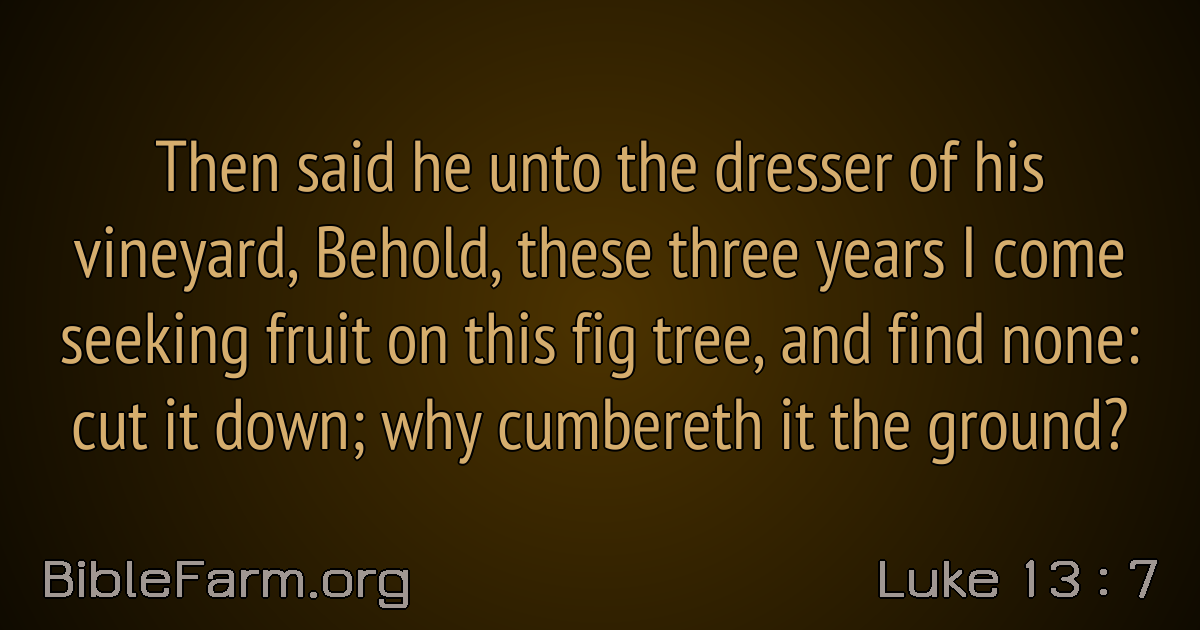 Then said he unto the dresser of his
vineyard, Behold, these three years I come
seeking fruit on this fig tree, and find none:
cut it down; why cumbereth it the ground?
BibleFarm.org
Luke 13 : 7